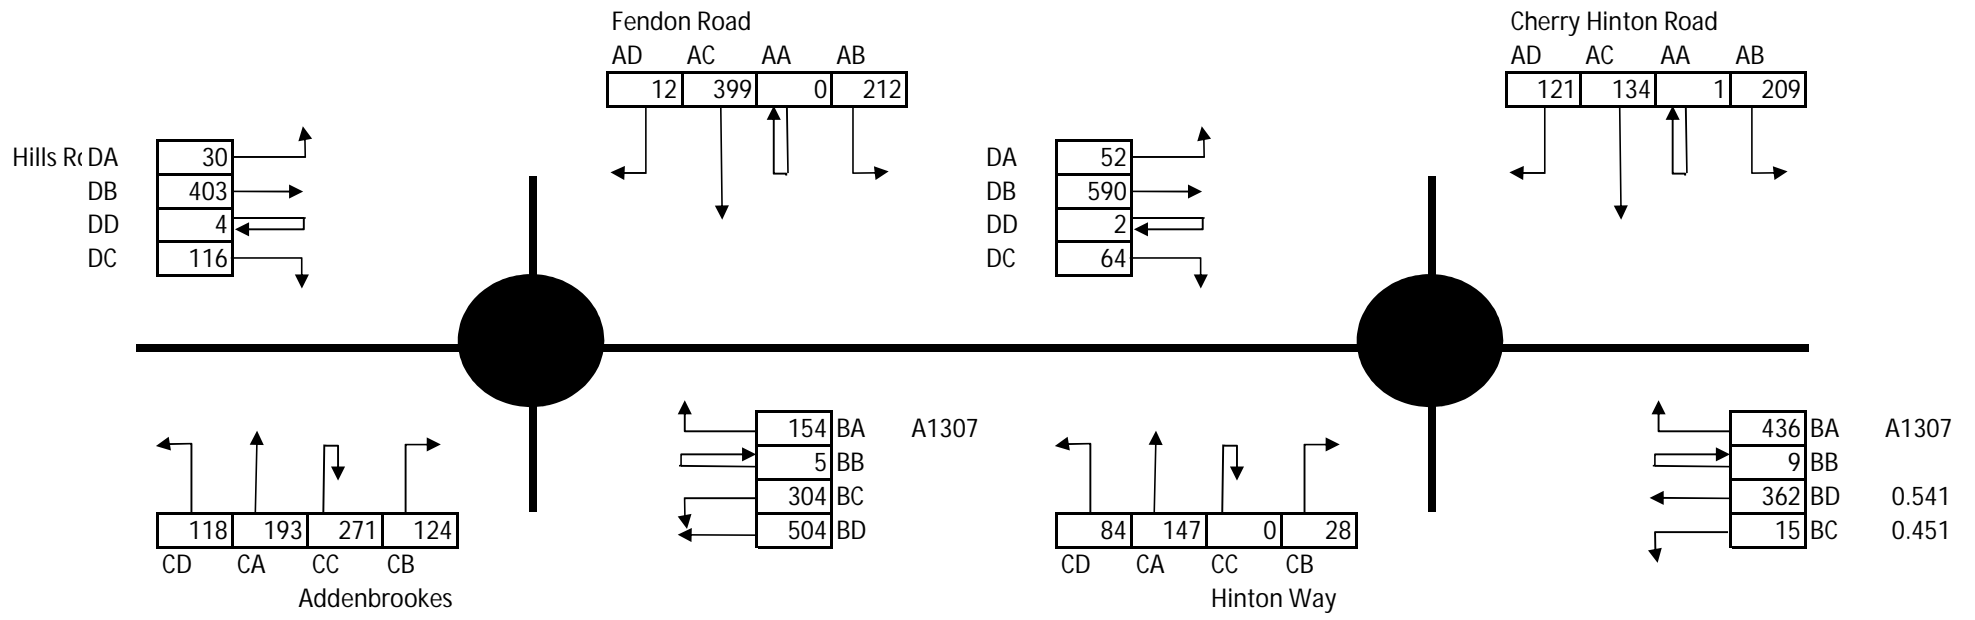 Fendon Road Cherry Hinton Road
AD AC AA AB AD AC AA AB
12 399 0 212 121 134 1 209
Hills Rc DA 30 DA 52
DB 403 DB 590
DD 4 DD 2
DC 116 DC 64
154 BA A1307 436 BA A1307
5 BB 9 BB
304 BC 362 BD 0.541
118 193 271 124 504 BD 84 147 0 28 15 BC 0.451
CD CA CC CB CD CA CC CB
Addenbrookes Hinton Way